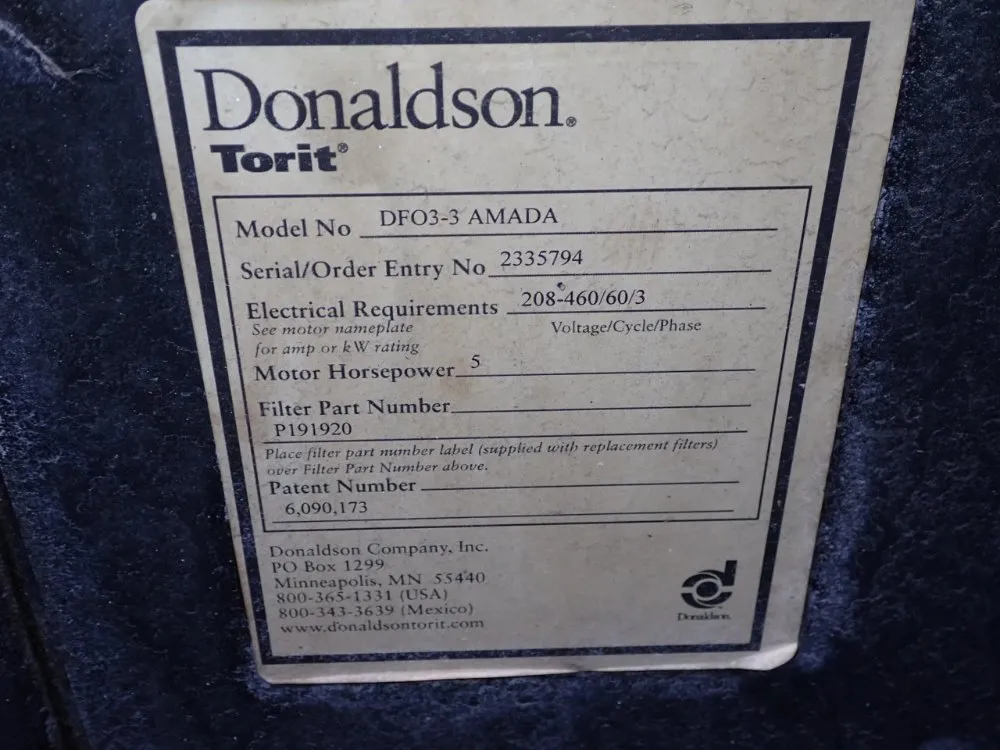 Donaldson®
Torit®
Model No DFO3-3 AMADA
Serial/Order Entry No 2335794
Electrical Requirements 208-460/60/3
See motor nameplate Voltage/Cycle/Phase
for amp or kW rating
Motor Horsepower 5
Filter Part Number
P191920
Place filter part number label (supplied with replacement filters)
over Filter Part Number above.
Patent Number
6,090,173
Donaldson Company, Inc.
PO Box 1299
Minneapolis, MN 55440
800-365-1331 (USA)
800-343-3639 (Mexico)
www.donaldsontorit.com
Donaldson.